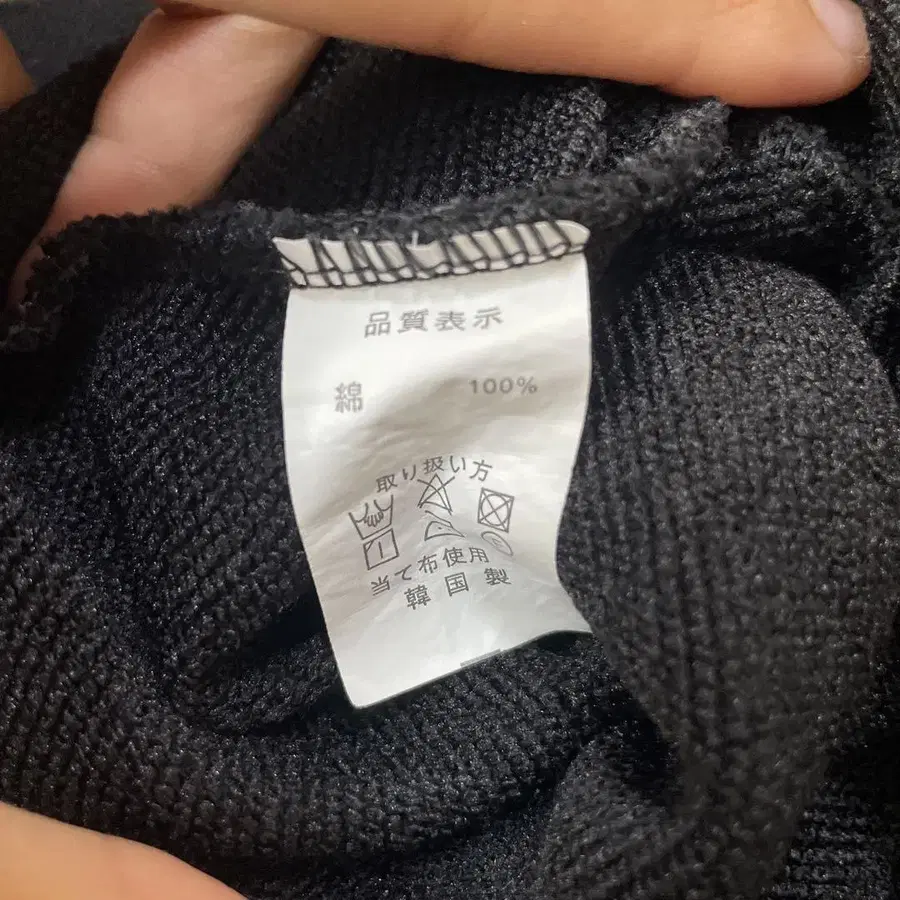 品質表示
綿 100%
取り扱い方
当て布使用
韓国製